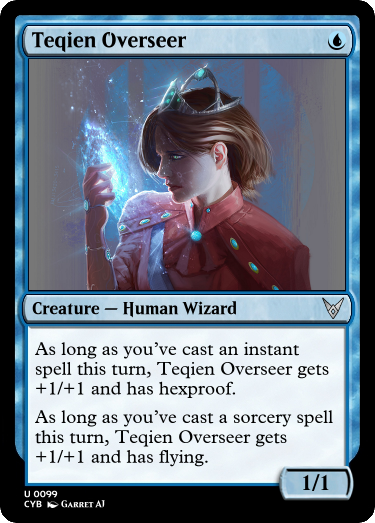 Teqien Overseer
Creature — Human Wizard
As long as you've cast an instant
spell this turn, Teqien Overseer gets
+1/+1 and has hexproof.
As long as you've cast a sorcery spell
this turn, Teqien Overseer gets
+1/+1 and has flying.
1/1
U 0099
CYB Garret AI